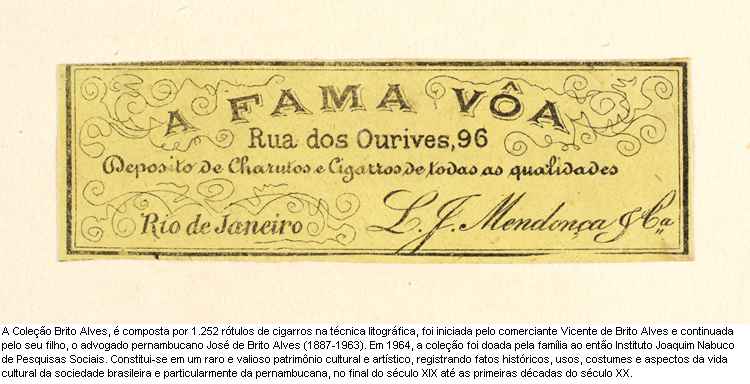 A FAMA VÔA
Rua dos Ourives, 96
Deposito de Charutos e Cigarros de todas as qualidades
Rio de Janeiro
L. J. Mendonça & Ca
A Coleção Brito Alves, é composta por 1.252 rótulos de cigarros na técnica litográfica, foi iniciada pelo comerciante Vicente de Brito Alves e continuada
pelo seu filho, o advogado pernambucano José de Brito Alves (1887-1963). Em 1964, a coleção foi doada pela família ao então Instituto Joaquim Nabuco
de Pesquisas Sociais. Constitui-se em um raro e valioso patrimônio cultural e artístico, registrando fatos históricos, usos, costumes e aspectos da vida
cultural da sociedade brasileira e particularmente da pernambucana, no final do século XIX até as primeiras décadas do século XX.